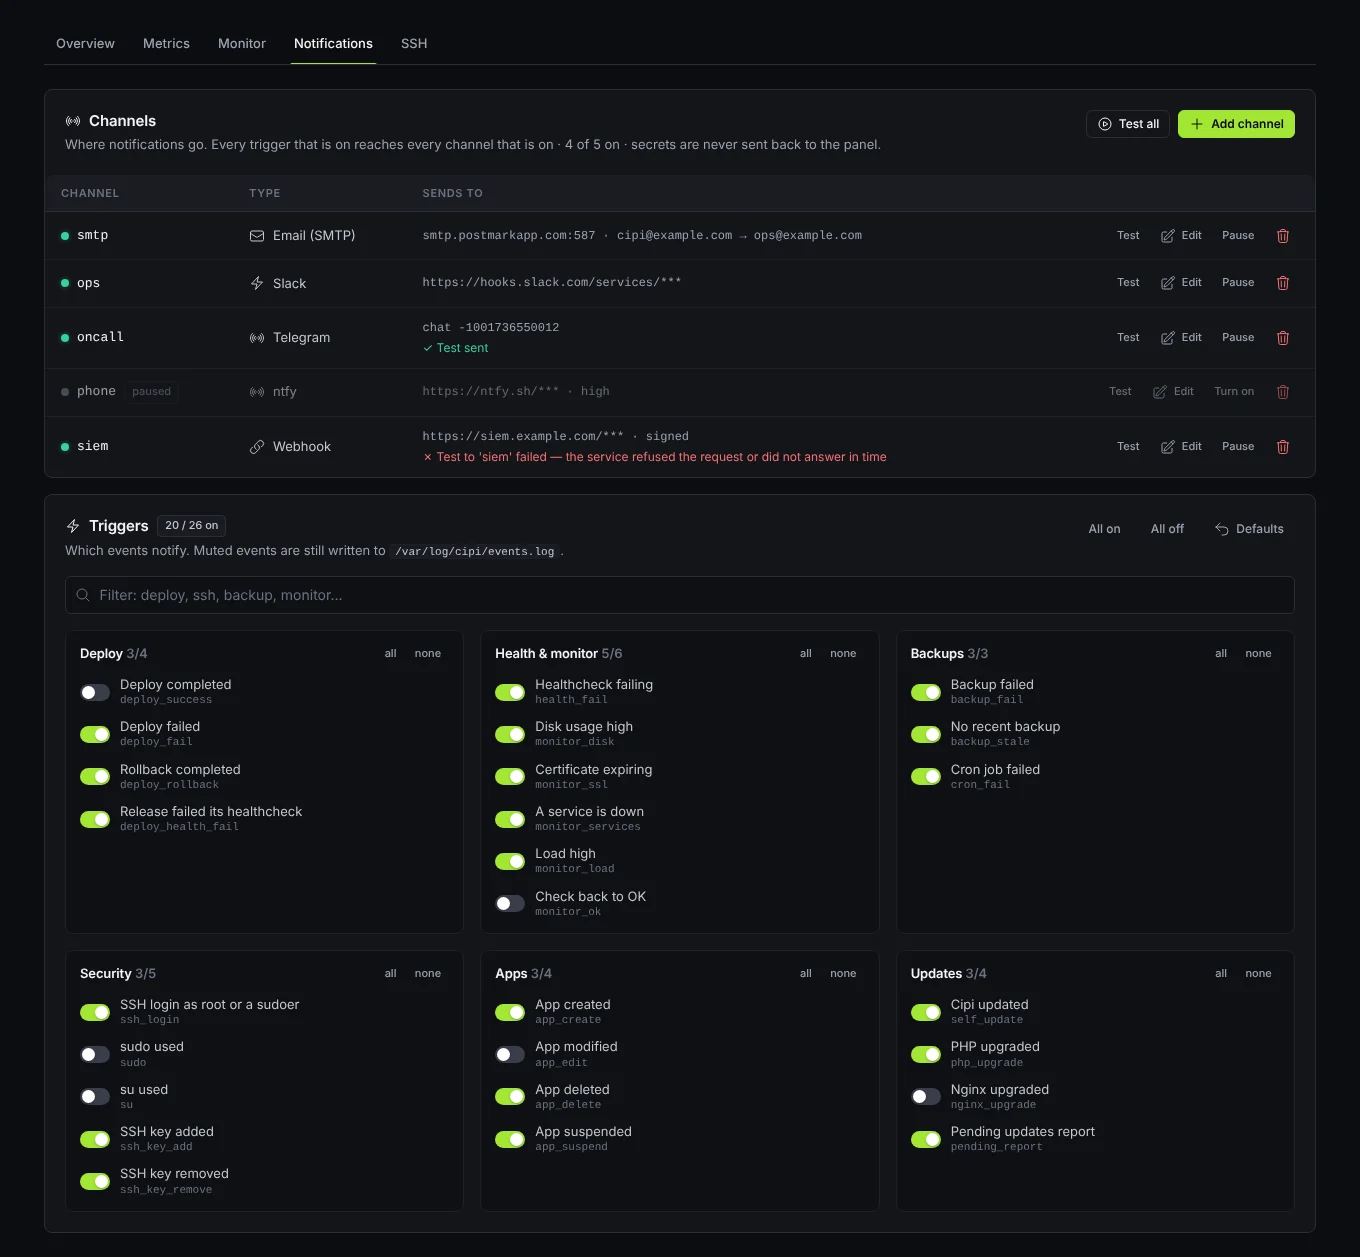 Overview Metrics Monitor Notifications SSH
Channels
Test all
Add channel
Where notifications go. Every trigger that is on reaches every channel that is on · 4 of 5 on · secrets are never sent back to the panel.
CHANNEL TYPE SENDS TO
smtp Email (SMTP) smtp.postmarkapp.com:587 · cipi@example.com → ops@example.com Test Edit Pause
ops Slack https://hooks.slack.com/services/*** Test Edit Pause
oncall Telegram chat -1001736550012 Test Edit Pause
✓ Test sent
phone paused ntfy https://ntfy.sh/*** · high Test Edit Turn on
siem Webhook https://siem.example.com/*** · signed Test Edit Pause
× Test to 'siem' failed — the service refused the request or did not answer in time
Triggers 20 / 26 on
All on All off Defaults
Which events notify. Muted events are still written to /var/log/cipi/events.log .
Filter: deploy, ssh, backup, monitor...
Deploy 3/4 all none
Deploy completed
deploy_success
Deploy failed
deploy_fail
Rollback completed
deploy_rollback
Release failed its healthcheck
deploy_health_fail
Health & monitor 5/6 all none
Healthcheck failing
health_fail
Disk usage high
monitor_disk
Certificate expiring
monitor_ssl
A service is down
monitor_services
Load high
monitor_load
Check back to OK
monitor_ok
Backups 3/3 all none
Backup failed
backup_fail
No recent backup
backup_stale
Cron job failed
cron_fail
Security 3/5 all none
SSH login as root or a sudoer
ssh_login
sudo used
sudo
su used
su
SSH key added
ssh_key_add
SSH key removed
ssh_key_remove
Apps 3/4 all none
App created
app_create
App modified
app_edit
App deleted
app_delete
App suspended
app_suspend
Updates 3/4 all none
Cipi updated
self_update
PHP upgraded
php_upgrade
Nginx upgraded
nginx_upgrade
Pending updates report
pending_report